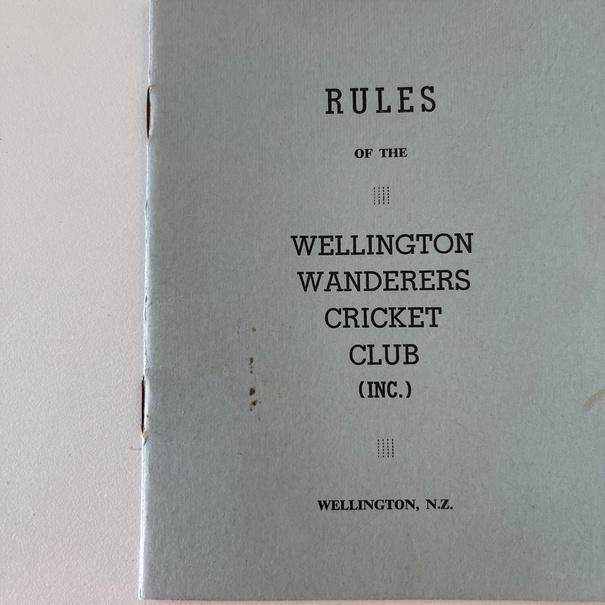 RULES
OF THE
WELLINGTON
WANDERERS
CRICKET
CLUB
(INC.)
WELLINGTON, N.Z.